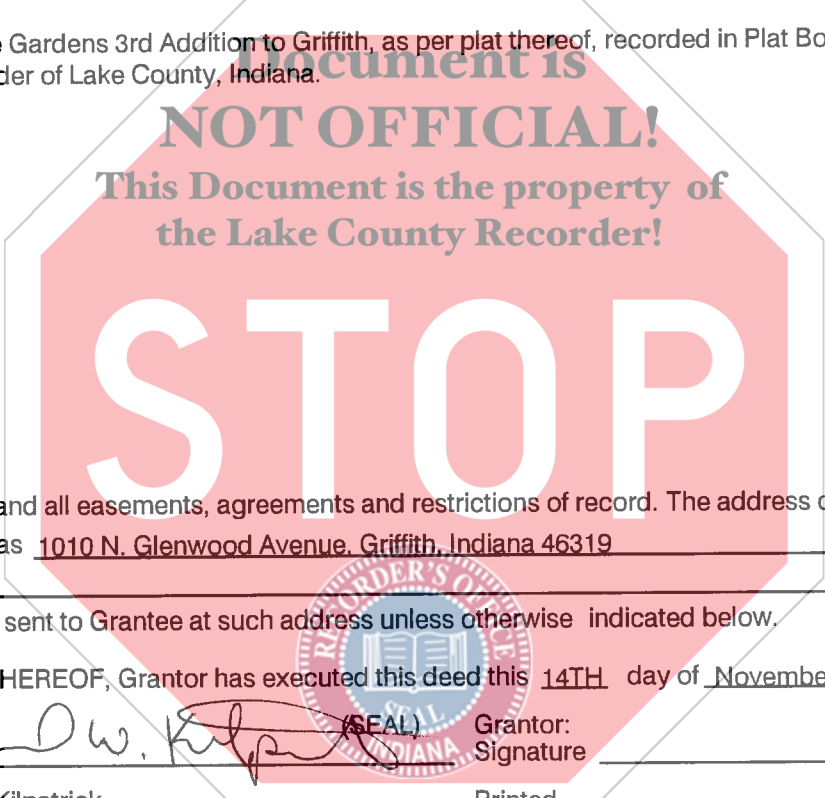 Gardens 3rd Addition to Griffith, as per plat thereof, recorded in Plat Bo
der of Lake County, Indiana.
Document is
NOT OFFICIAL!
This Document is the property of
the Lake County Recorder!
STOP
and all easements, agreements and restrictions of record. The address o
as 1010 N. Glenwood Avenue, Griffith, Indiana 46319
sent to Grantee at such address unless otherwise indicated below.
HEREOF, Grantor has executed this deed this 14TH day of Novembe
W. (SEAL) Grantor:
Signature
RECORDER'S OFFICE
SEAL
INDIANA
Kilpatrick Printed